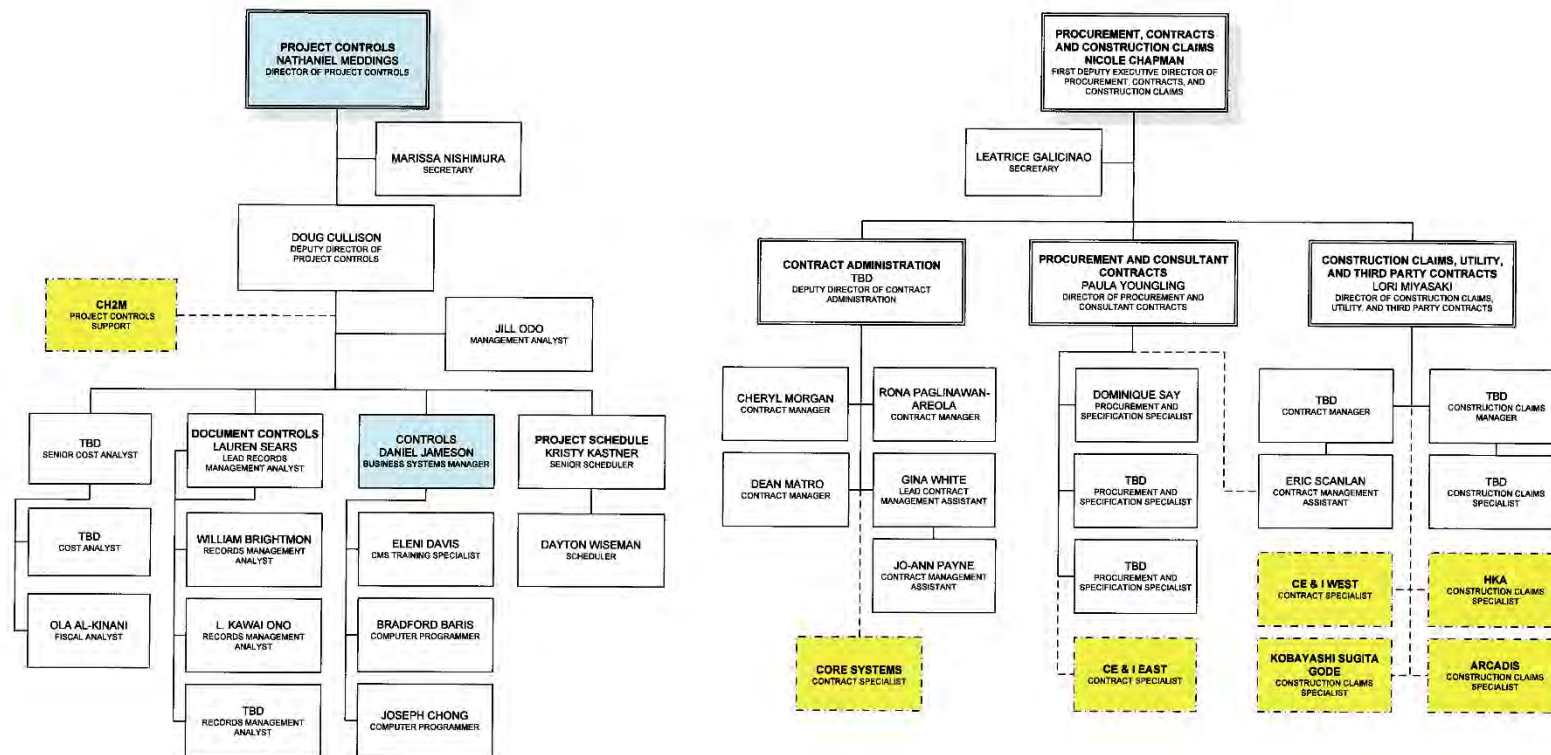 PROJECT CONTROLS
NATHANIEL MEDDINGS
DIRECTOR OF PROJECT CONTROLS
MARISSA NISHIMURA
SECRETARY
DOUG CULLISON
DEPUTY DIRECTOR OF
PROJECT CONTROLS
CH2M
PROJECT CONTROLS
SUPPORT
JILL ODO
MANAGEMENT ANALYST
TBD
SENIOR COST ANALYST
TBD
COST ANALYST
OLA AL-KINANI
FISCAL ANALYST
DOCUMENT CONTROLS
LAUREN SEARS
LEAD RECORDS
MANAGEMENT ANALYST
WILLIAM BRIGHTMON
RECORDS MANAGEMENT
ANALYST
L. KAWAI ONO
RECORDS MANAGEMENT
ANALYST
TBD
RECORDS MANAGEMENT
ANALYST
CONTROLS
DANIEL JAMESON
BUSINESS SYSTEMS MANAGER
ELENI DAVIS
CMS TRAINING SPECIALIST
BRADFORD BARIS
COMPUTER PROGRAMMER
JOSEPH CHONG
COMPUTER PROGRAMMER
PROJECT SCHEDULE
KRISTY KASTNER
SENIOR SCHEDULER
DAYTON WISEMAN
SCHEDULER
PROCUREMENT, CONTRACTS
AND CONSTRUCTION CLAIMS
NICOLE CHAPMAN
FIRST DEPUTY EXECUTIVE DIRECTOR OF
PROCUREMENT, CONTRACTS, AND
CONSTRUCTION CLAIMS
LEATRICE GALICINAO
SECRETARY
CONTRACT ADMINISTRATION
TBD
DEPUTY DIRECTOR OF CONTRACT
ADMINISTRATION
CHERYL MORGAN
CONTRACT MANAGER
RONA PAGLINAWAN-
AREOLA
CONTRACT MANAGER
DEAN MATRO
CONTRACT MANAGER
GINA WHITE
LEAD CONTRACT
MANAGEMENT ASSISTANT
JO-ANN PAYNE
CONTRACT MANAGEMENT
ASSISTANT
CORE SYSTEMS
CONTRACT SPECIALIST
PROCUREMENT AND CONSULTANT
CONTRACTS
PAULA YOUNGLING
DIRECTOR OF PROCUREMENT AND
CONSULTANT CONTRACTS
DOMINIQUE SAY
PROCUREMENT AND
SPECIFICATION SPECIALIST
TBD
PROCUREMENT AND
SPECIFICATION SPECIALIST
TBD
PROCUREMENT AND
SPECIFICATION SPECIALIST
CE & I EAST
CONTRACT SPECIALIST
CONSTRUCTION CLAIMS, UTILITY,
AND THIRD PARTY CONTRACTS
LORI MIYASAKI
DIRECTOR OF CONSTRUCTION CLAIMS,
UTILITY, AND THIRD PARTY CONTRACTS
TBD
CONTRACT MANAGER
TBD
CONSTRUCTION CLAIMS
MANAGER
ERIC SCANLAN
CONTRACT MANAGEMENT
ASSISTANT
TBD
CONSTRUCTION CLAIMS
SPECIALIST
CE & I WEST
CONTRACT SPECIALIST
HKA
CONSTRUCTION CLAIMS
SPECIALIST
KOBAYASHI SUGITA
GODE
CONSTRUCTION CLAIMS
SPECIALIST
ARCADIS
CONSTRUCTION CLAIMS
SPECIALIST